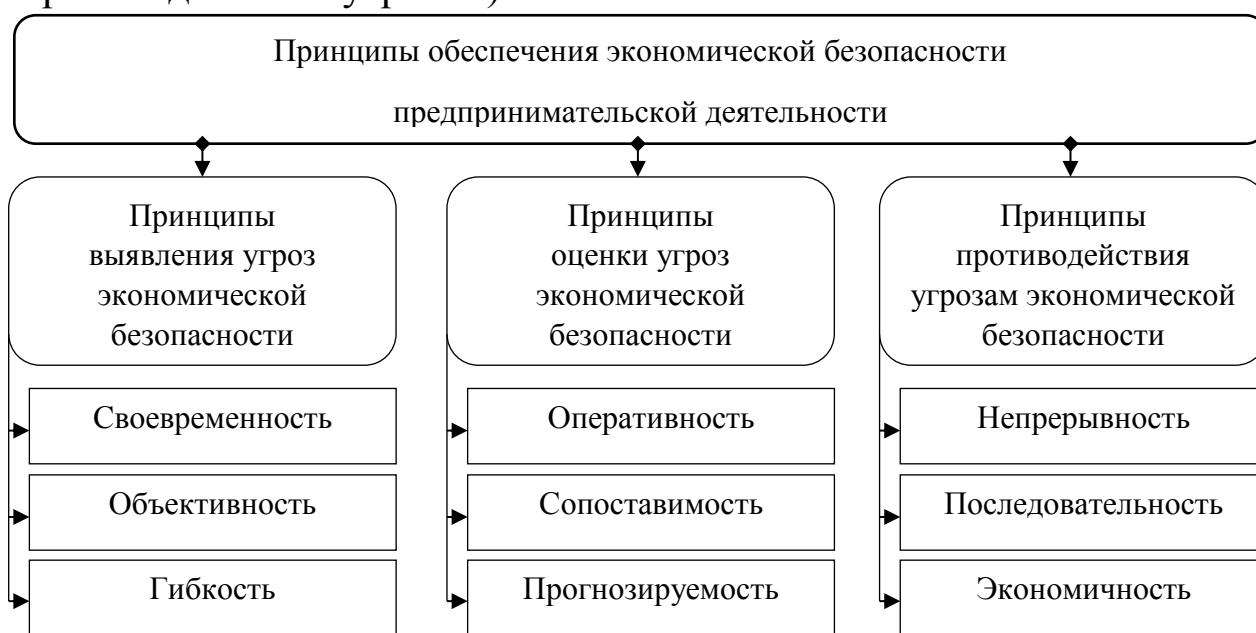 Принципы обеспечения экономической безопасности
предпринимательской деятельности
Принципы
выявления угроз
экономической
безопасности
Своевременность
Объективность
Гибкость
Принципы
оценки угроз
экономической
безопасности
Оперативность
Сопоставимость
Прогнозируемость
Принципы
противодействия
угрозам экономической
безопасности
Непрерывность
Последовательность
Экономичность